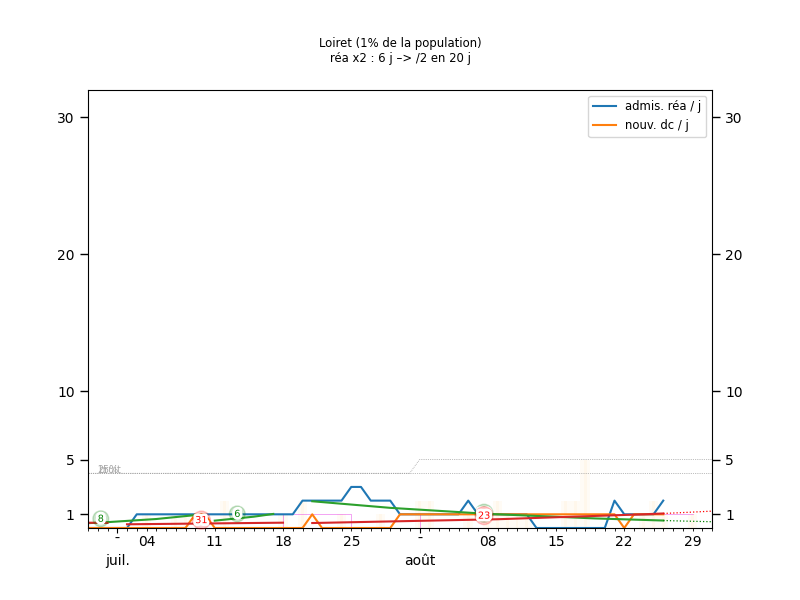 Loiret (1% de la population)
réa x2 : 6 j –> /2 en 20 j
admis. réa / j
nouv. dc / j
30 30
20 20
10 10
5 5
1 1
8 31 6 23
- 04 11 18 25 - 08 15 22 29
juil. août